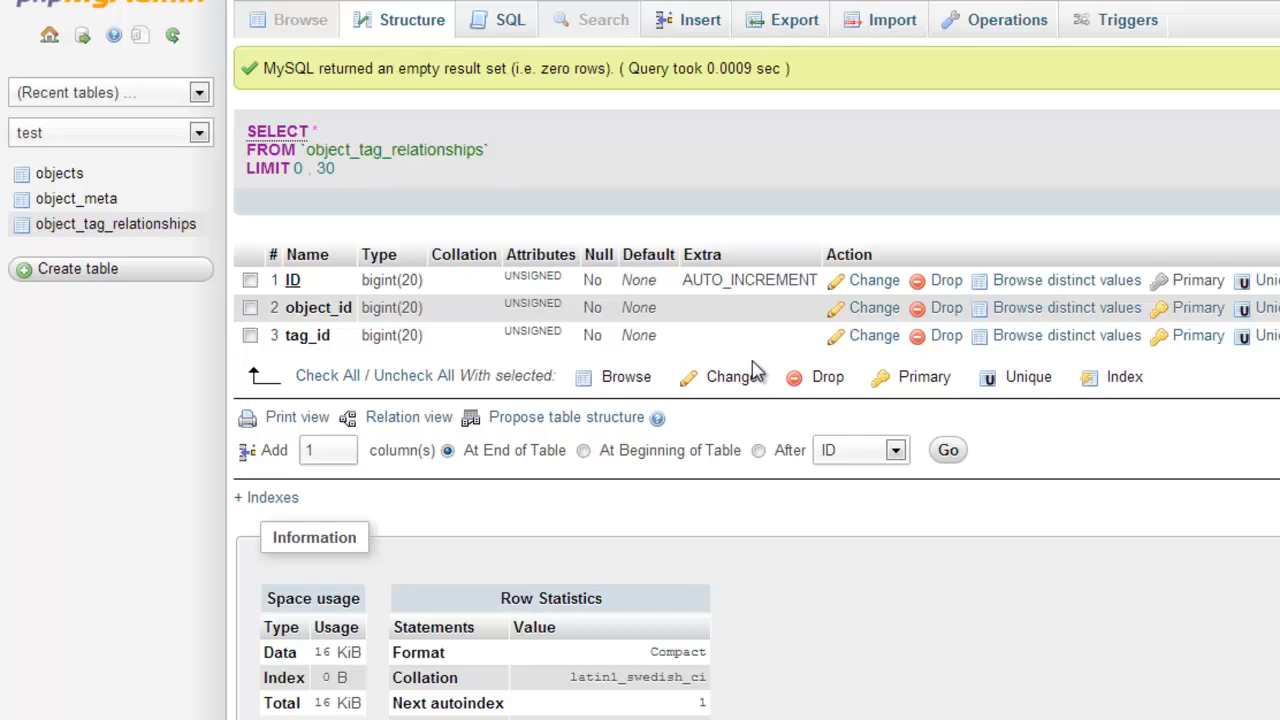 Browse Structure SQL Search Insert Export Import Operations Triggers
MySQL returned an empty result set (i.e. zero rows). ( Query took 0.0009 sec )
(Recent tables) ...
test
objects
object_meta
object_tag_relationships
Create table
SELECT *
FROM `object_tag_relationships`
LIMIT 0 , 30
# Name Type Collation Attributes Null Default Extra Action
1 ID bigint(20) UNSIGNED No None AUTO_INCREMENT Change Drop Browse distinct values Primary U Uni
2 object_id bigint(20) UNSIGNED No None Change Drop Browse distinct values Primary U Uni
3 tag_id bigint(20) UNSIGNED No None Change Drop Browse distinct values Primary U Uni
Check All / Uncheck All With selected: Browse Change Drop Primary U Unique Index
Print view Relation view Propose table structure
Add 1 column(s) At End of Table At Beginning of Table After ID Go
+ Indexes
Information
Space usage
Type Usage
Data 16 KiB
Index 0 B
Total 16 KiB
Row Statistics
Statements Value
Format Compact
Collation latin1_swedish_ci
Next autoindex 1